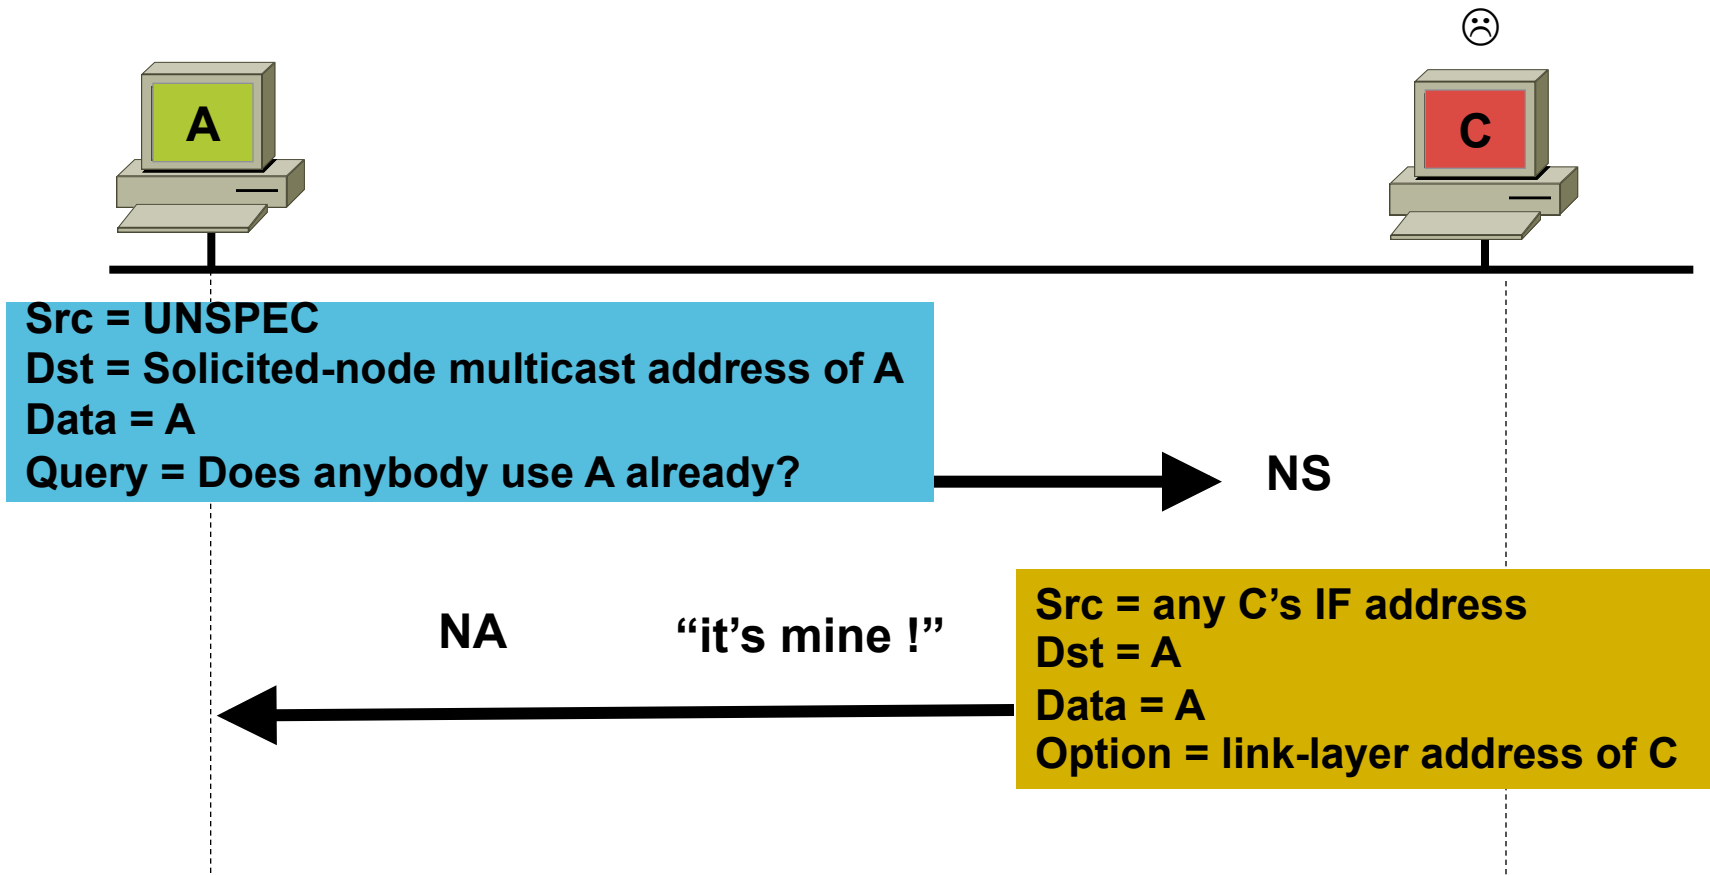 A
C
Src = UNSPEC
Dst = Solicited-node multicast address of A
Data = A
Query = Does anybody use A already?
NS
NA
“it’s mine !”
Src = any C’s IF address
Dst = A
Data = A
Option = link-layer address of C